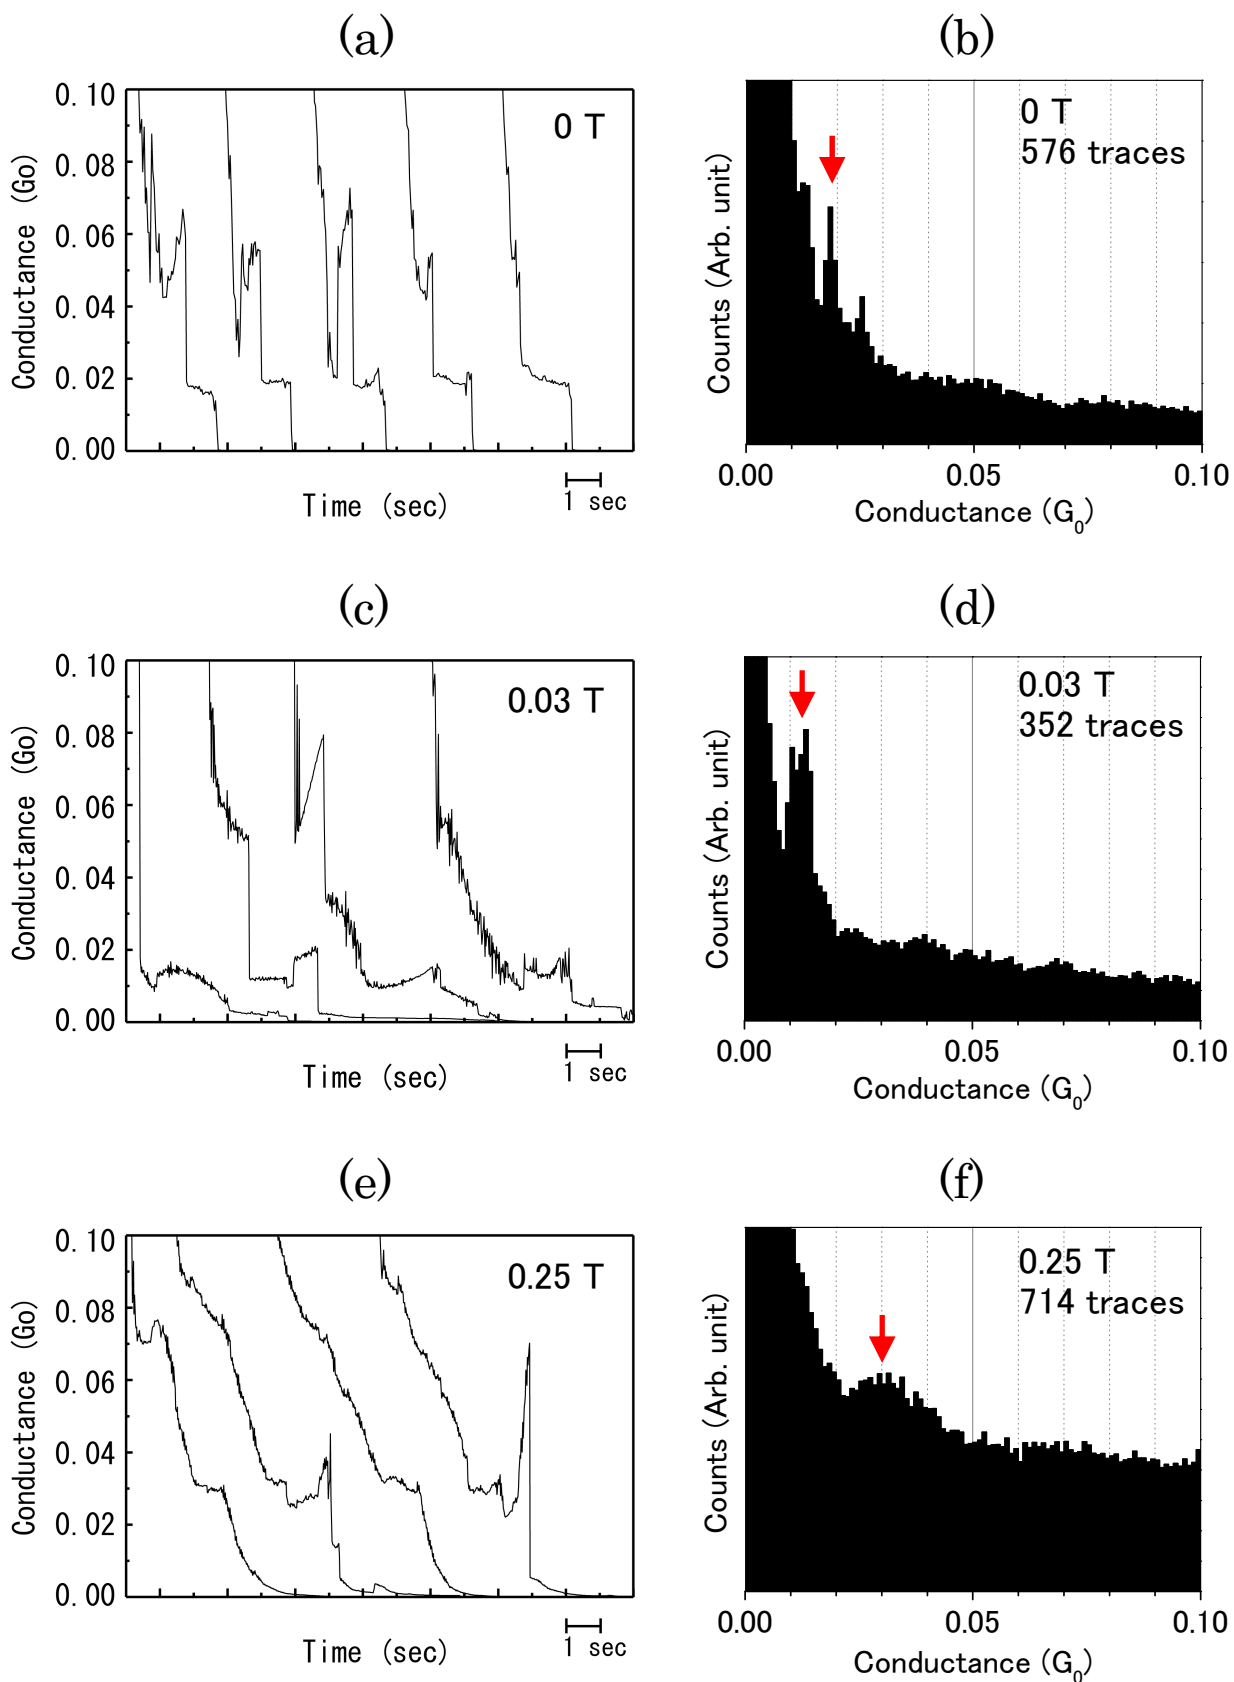 (a)
0.10
0.08
0.06
0.04
0.02
0.00
Conductance (Go)
0 T
Time (sec)
1 sec
(b)
0 T
576 traces
Counts (Arb. unit)
0.00 0.05 0.10
Conductance (G₀)
(c)
0.10
0.08
0.06
0.04
0.02
0.00
Conductance (Go)
0.03 T
Time (sec)
1 sec
(d)
0.03 T
352 traces
Counts (Arb. unit)
0.00 0.05 0.10
Conductance (G₀)
(e)
0.10
0.08
0.06
0.04
0.02
0.00
Conductance (Go)
0.25 T
Time (sec)
1 sec
(f)
0.25 T
714 traces
Counts (Arb. unit)
0.00 0.05 0.10
Conductance (G₀)